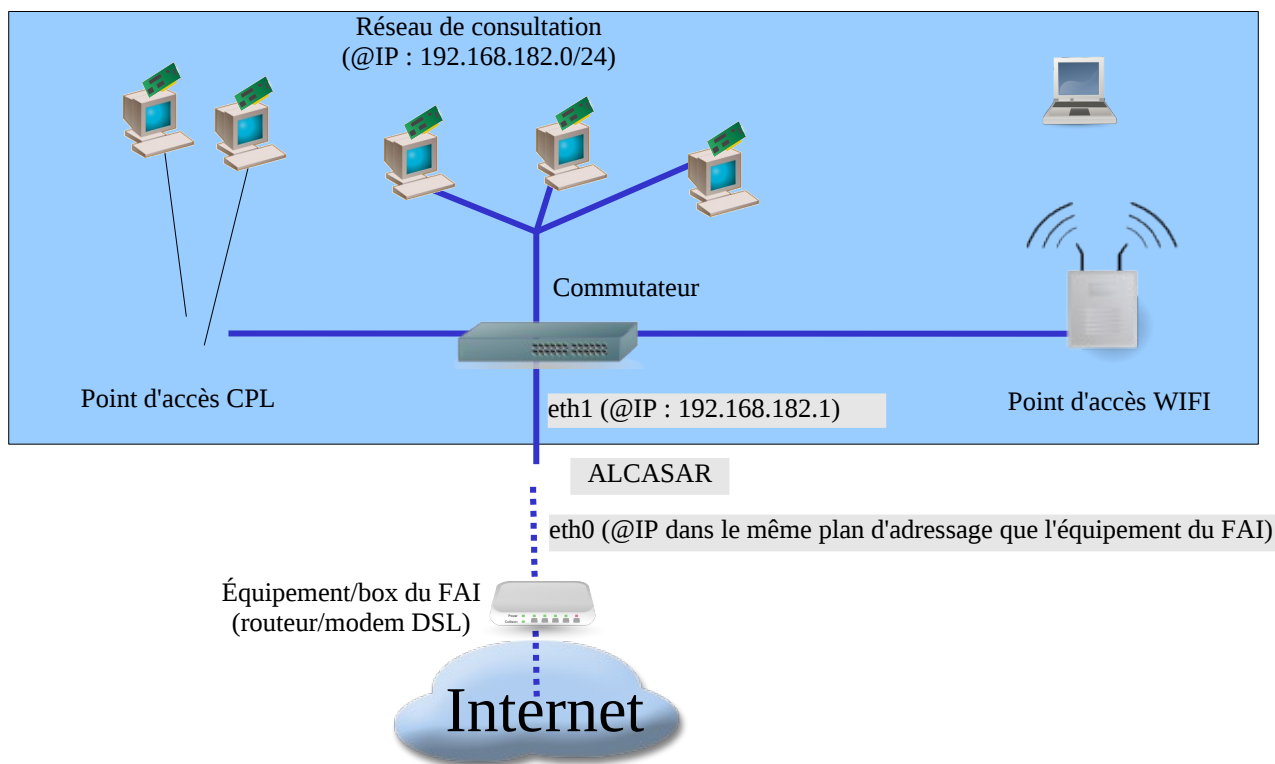 Réseau de consultation
(@IP : 192.168.182.0/24)
Commutateur
Point d'accès CPL
eth1 (@IP : 192.168.182.1)
Point d'accès WIFI
ALCASAR
eth0 (@IP dans le même plan d'adressage que l'équipement du FAI)
Équipement/box du FAI
(routeur/modem DSL)
Internet